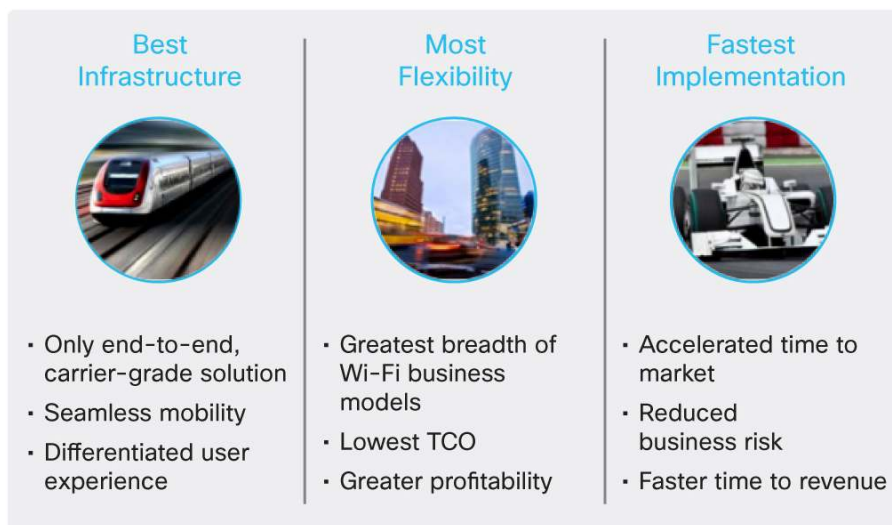 Best
Infrastructure
· Only end-to-end,
carrier-grade solution
· Seamless mobility
· Differentiated user
experience
Most
Flexibility
· Greatest breadth of
Wi-Fi business
models
· Lowest TCO
· Greater profitability
Fastest
Implementation
· Accelerated time to
market
· Reduced
business risk
· Faster time to revenue